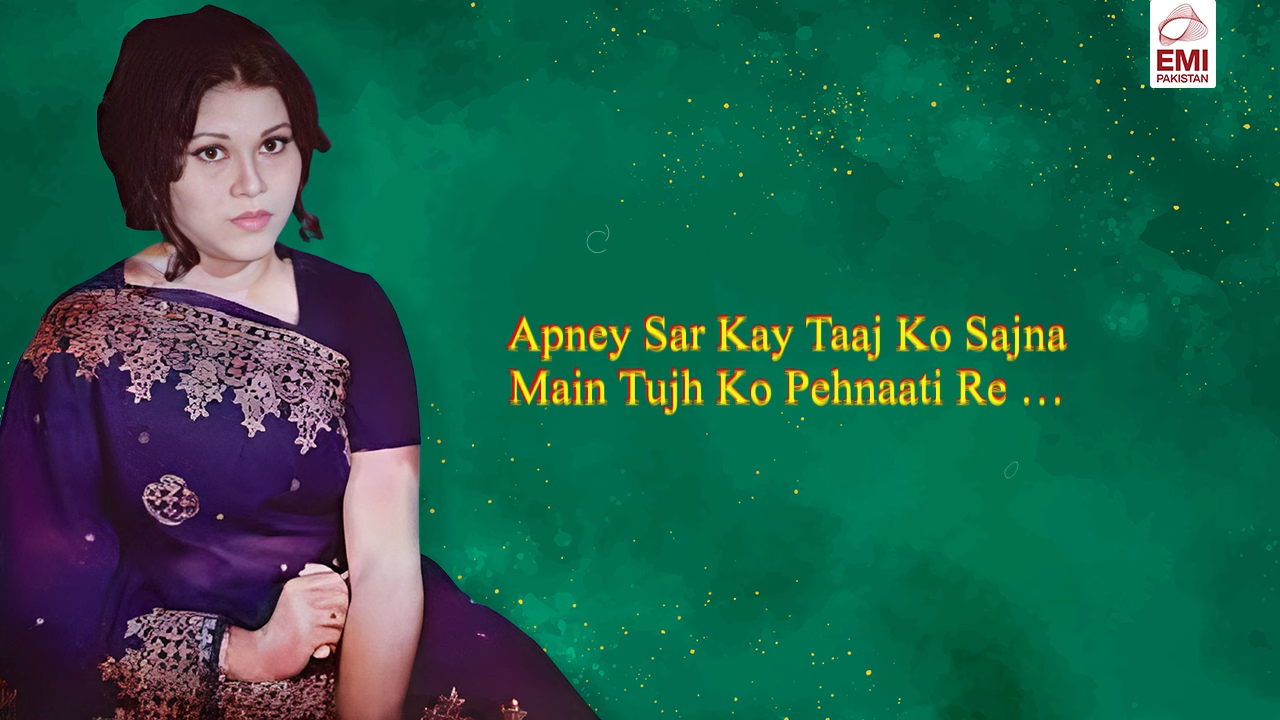 EMI
PAKISTAN
Apney Sar Kay Taaj Ko Sajna
Main Tujh Ko Pehnaati Re …